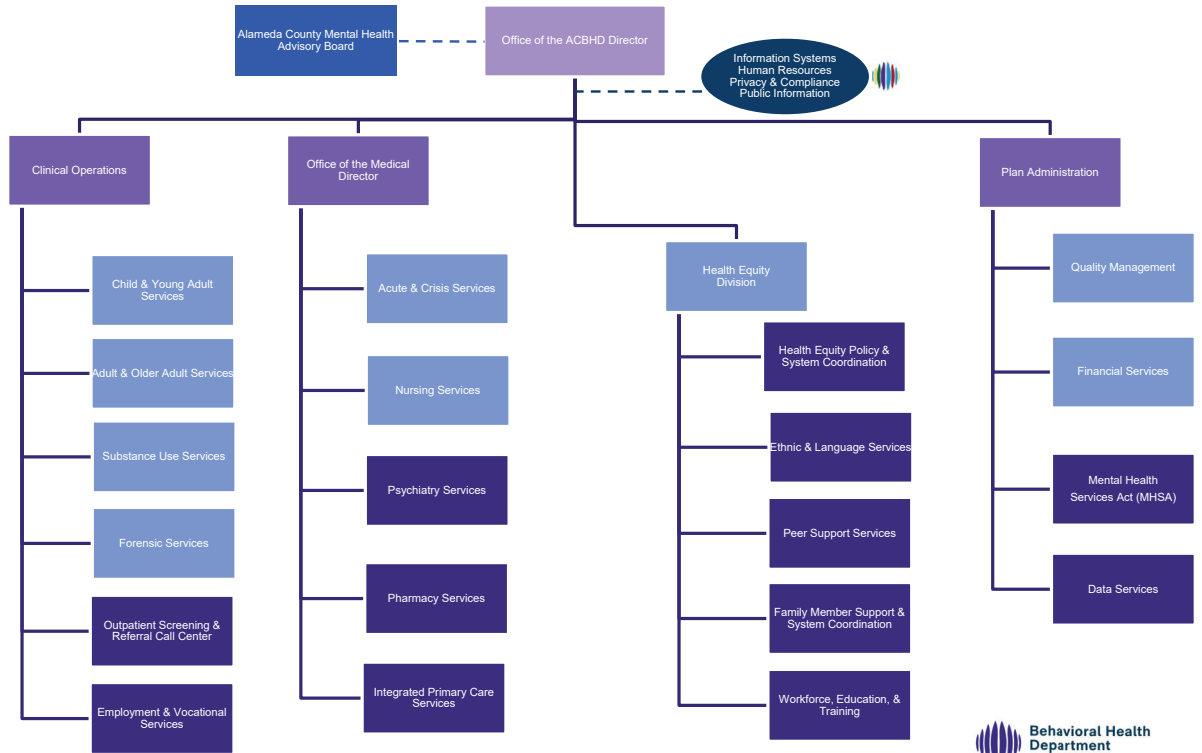 Alameda County Mental Health
Advisory Board
Office of the ACBHD Director
Information Systems
Human Resources
Privacy & Compliance
Public Information
Clinical Operations
Child & Young Adult
Services
Adult & Older Adult Services
Substance Use Services
Forensic Services
Outpatient Screening &
Referral Call Center
Employment & Vocational
Services
Office of the Medical
Director
Acute & Crisis Services
Nursing Services
Psychiatry Services
Pharmacy Services
Integrated Primary Care
Services
Health Equity
Division
Health Equity Policy &
System Coordination
Ethnic & Language Services
Peer Support Services
Family Member Support &
System Coordination
Workforce, Education, &
Training
Plan Administration
Quality Management
Financial Services
Mental Health
Services Act (MHSA)
Data Services
Behavioral Health
Department